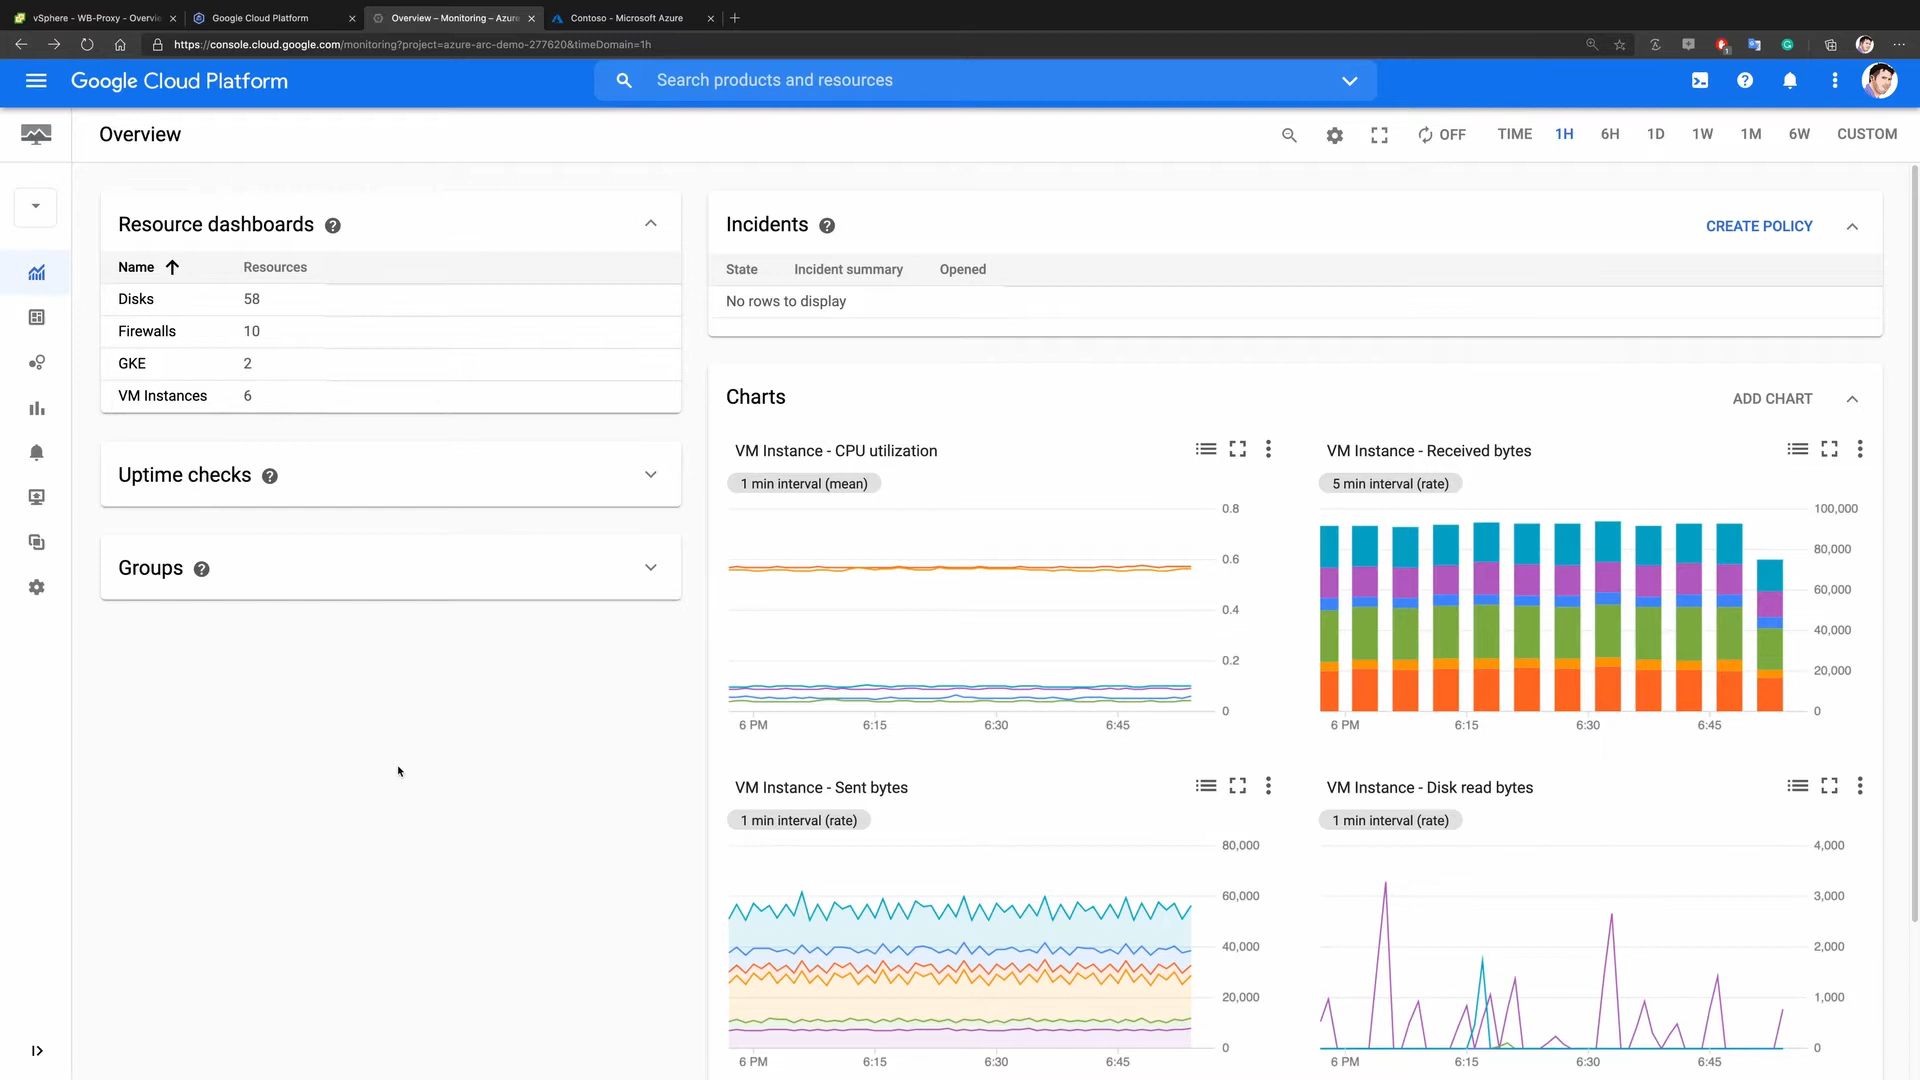 vSphere - WB-Proxy - Overvie
Google Cloud Platform
Overview – Monitoring – Azure
Contoso - Microsoft Azure
https://console.cloud.google.com/monitoring?project=azure-arc-demo-277620&timeDomain=1h
1
Google Cloud Platform
Search products and resources
Overview
OFF TIME 1H 6H 1D 1W 1M 6W CUSTOM
Resource dashboards
Name Resources
Disks 58
Firewalls 10
GKE 2
VM Instances 6
Uptime checks
Groups
Incidents
CREATE POLICY
State Incident summary Opened
No rows to display
Charts
ADD CHART
VM Instance - CPU utilization
1 min interval (mean)
0.8
0.6
0.4
0.2
0
6 PM 6:15 6:30 6:45
VM Instance - Received bytes
5 min interval (rate)
100,000
80,000
60,000
40,000
20,000
0
6 PM 6:15 6:30 6:45
VM Instance - Sent bytes
1 min interval (rate)
80,000
60,000
40,000
20,000
0
6 PM 6:15 6:30 6:45
VM Instance - Disk read bytes
1 min interval (rate)
4,000
3,000
2,000
1,000
0
6 PM 6:15 6:30 6:45